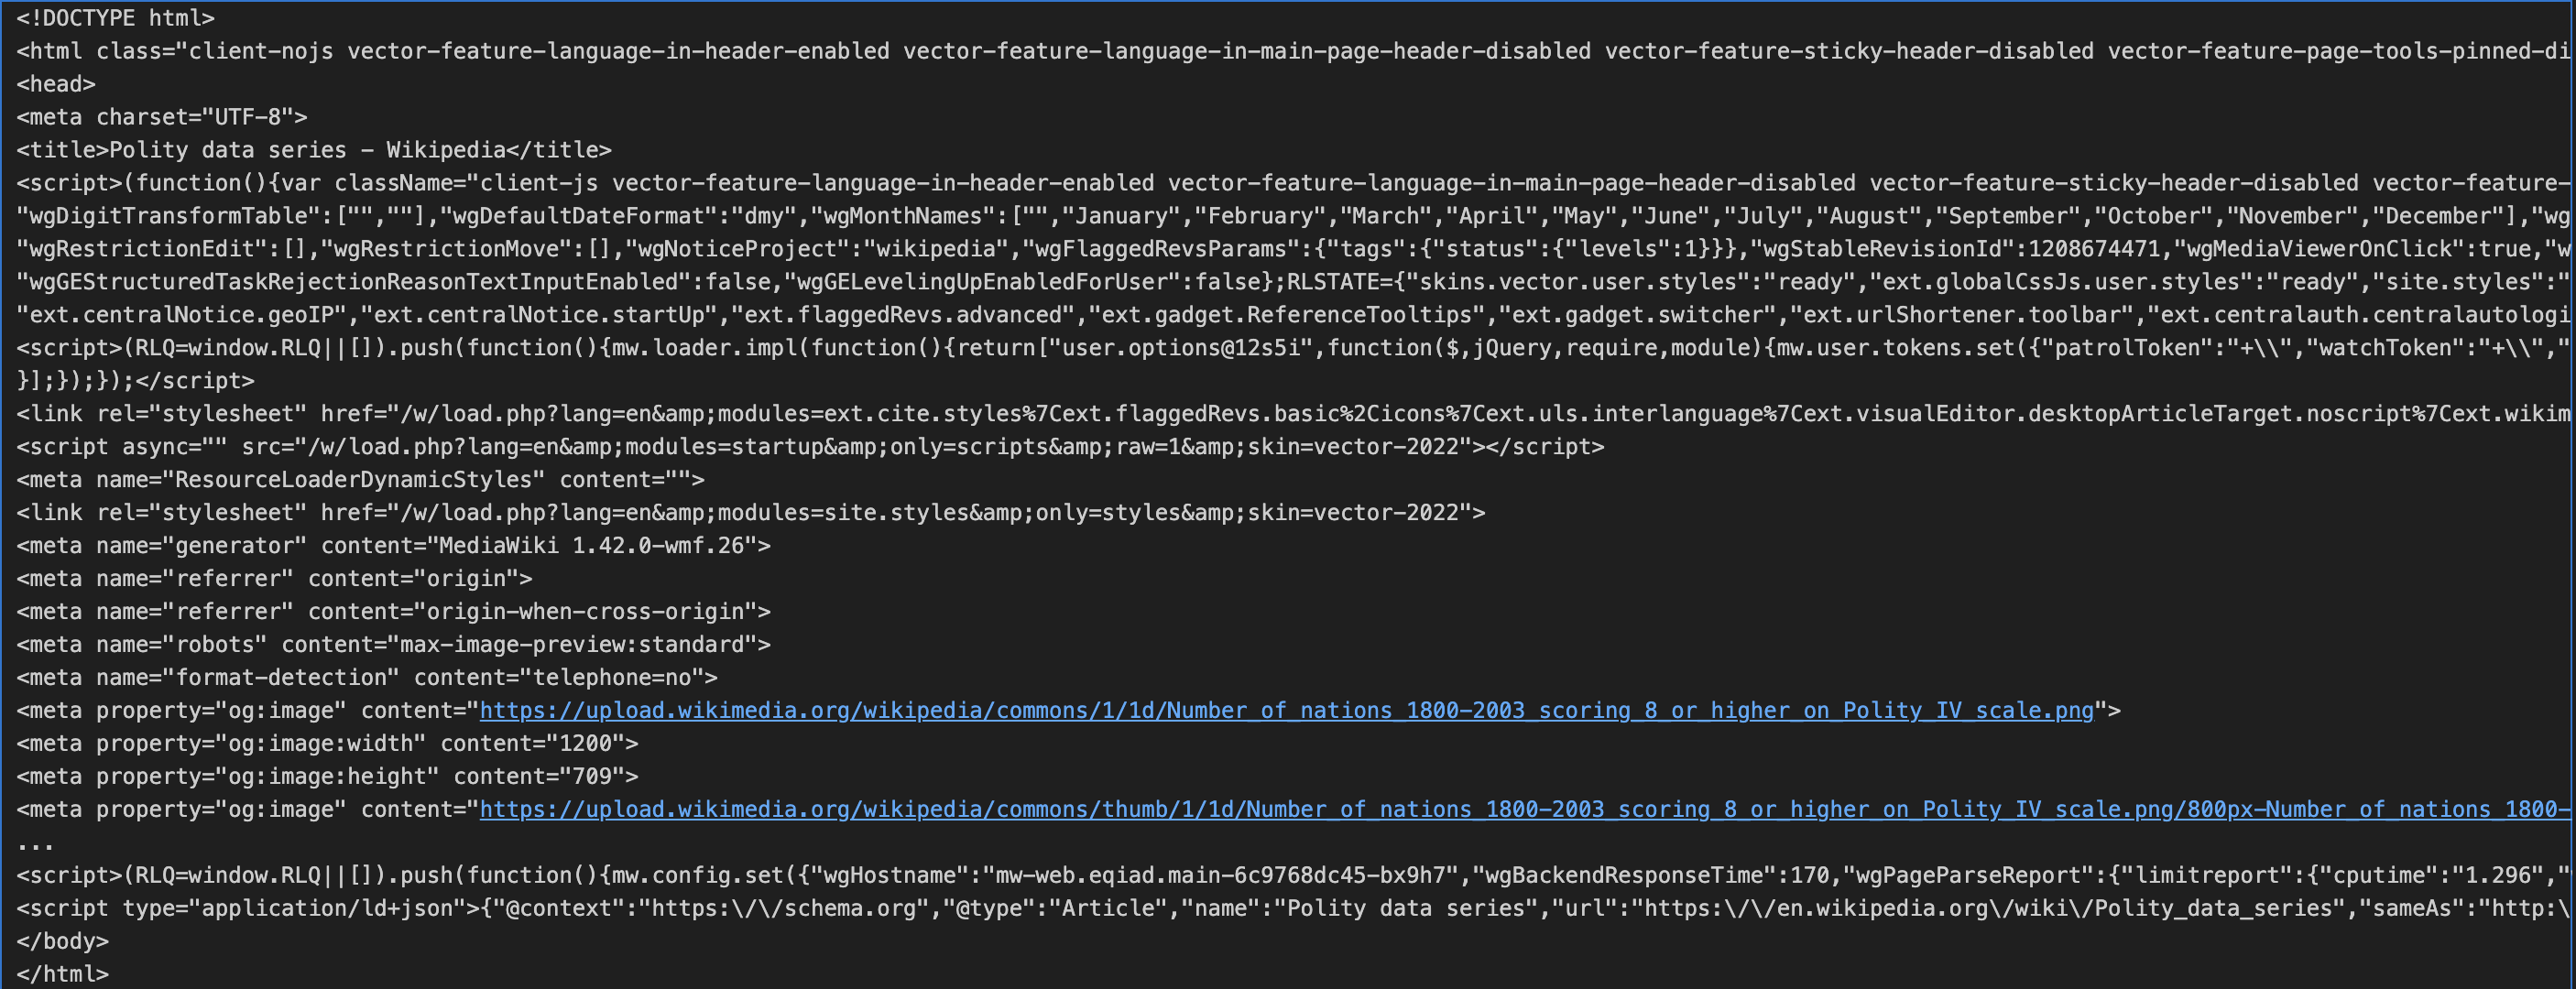 <!DOCTYPE html>
<html class="client-nojs vector-feature-language-in-header-enabled vector-feature-language-in-main-page-header-disabled vector-feature-sticky-header-disabled vector-feature-page-tools-pinned-di
<head>
<meta charset="UTF-8">
<title>Polity data series - Wikipedia</title>
<script>(function(){var className="client-js vector-feature-language-in-header-enabled vector-feature-language-in-main-page-header-disabled vector-feature-sticky-header-disabled vector-feature-
"wgDigitTransformTable":["",""],"wgDefaultDateFormat":"dmy","wgMonthNames":["","January","February","March","April","May","June","July","August","September","October","November","December"],"wg
"wgRestrictionEdit":[],"wgRestrictionMove":[],"wgNoticeProject":"wikipedia","wgFlaggedRevsParams":{"tags":{"status":{"levels":1}}},"wgStableRevisionId":1208674471,"wgMediaViewerOnClick":true,"w
"wgGEStructuredTaskRejectionReasonTextInputEnabled":false,"wgGELevelingUpEnabledForUser":false};RLSTATE={"skins.vector.user.styles":"ready","ext.globalCssJs.user.styles":"ready","site.styles":"
"ext.centralNotice.geoIP","ext.centralNotice.startUp","ext.flaggedRevs.advanced","ext.gadget.ReferenceTooltips","ext.gadget.switcher","ext.urlShortener.toolbar","ext.centralauth.centralautologi
<script>(RLQ=window.RLQ||[]).push(function(){mw.loader.impl(function(){return["user.options@12s5i",function($,jQuery,require,module){mw.user.tokens.set({"patrolToken":"+\\","watchToken":"+\\","
}];});});</script>
<link rel="stylesheet" href="/w/load.php?lang=en&amp;modules=ext.cite.styles%7Cext.flaggedRevs.basic%2Cicons%7Cext.uls.interlanguage%7Cext.visualEditor.desktopArticleTarget.noscript%7Cext.wikim
<script async="" src="/w/load.php?lang=en&amp;modules=startup&amp;only=scripts&amp;raw=1&amp;skin=vector-2022"></script>
<meta name="ResourceLoaderDynamicStyles" content="">
<link rel="stylesheet" href="/w/load.php?lang=en&amp;modules=site.styles&amp;only=styles&amp;skin=vector-2022">
<meta name="generator" content="MediaWiki 1.42.0-wmf.26">
<meta name="referrer" content="origin">
<meta name="referrer" content="origin-when-cross-origin">
<meta name="robots" content="max-image-preview:standard">
<meta name="format-detection" content="telephone=no">
<meta property="og:image" content="https://upload.wikimedia.org/wikipedia/commons/1/1d/Number_of_nations_1800-2003_scoring_8_or_higher_on_Polity_IV_scale.png">
<meta property="og:image:width" content="1200">
<meta property="og:image:height" content="709">
<meta property="og:image" content="https://upload.wikimedia.org/wikipedia/commons/thumb/1/1d/Number_of_nations_1800-2003_scoring_8_or_higher_on_Polity_IV_scale.png/800px-Number_of_nations_1800-
...
<script>(RLQ=window.RLQ||[]).push(function(){mw.config.set({"wgHostname":"mw-web.eqiad.main-6c9768dc45-bx9h7","wgBackendResponseTime":170,"wgPageParseReport":{"limitreport":{"cputime":"1.296","
<script type="application/ld+json">{"@context":"https:\/\/schema.org","@type":"Article","name":"Polity data series","url":"https:\/\/en.wikipedia.org\/wiki\/Polity_data_series","sameAs":"http:\
</body>
</html>